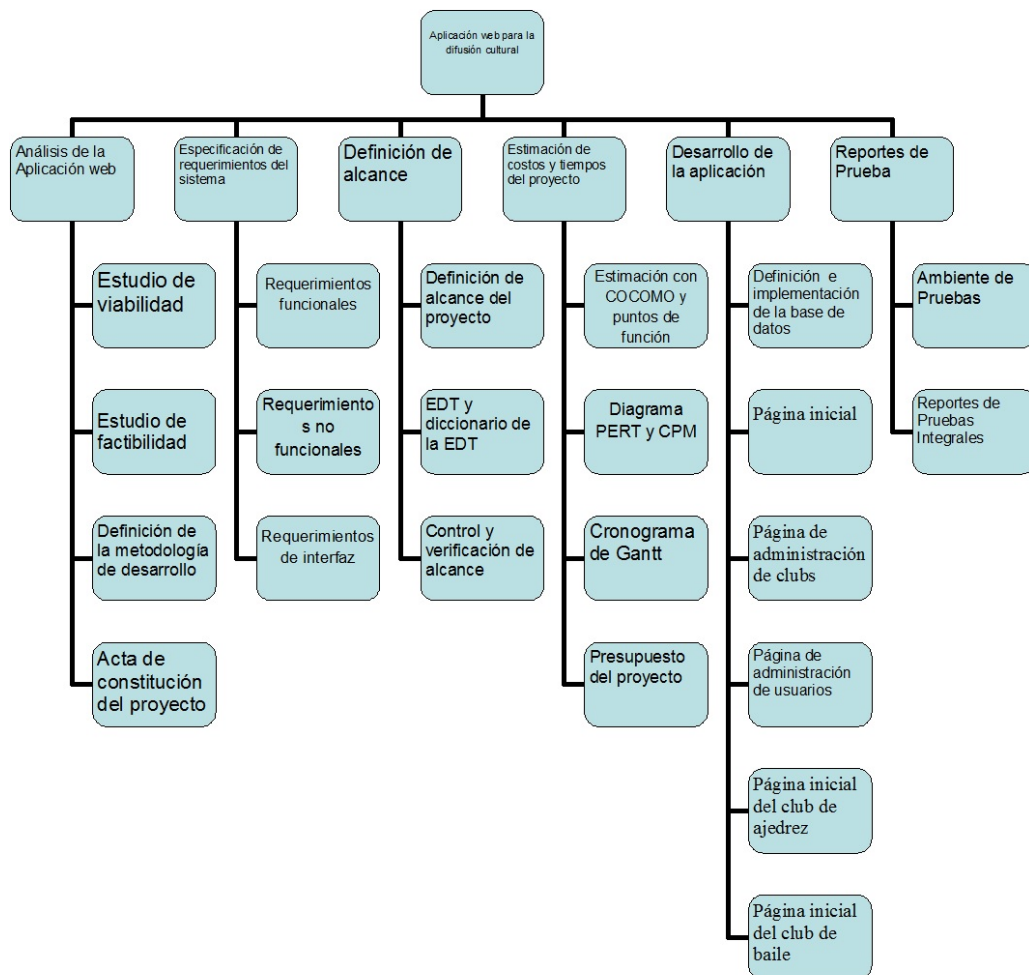 Aplicación web para la
difusión cultural
Análisis de la
Aplicación web
Especificación de
requerimientos del
sistema
Definición de
alcance
Estimación de
costos y tiempos
del proyecto
Desarrollo de
la aplicación
Reportes de
Prueba
Estudio de
viabilidad
Estudio de
factibilidad
Definición de
la metodología
de desarrollo
Acta de
constitución
del proyecto
Requerimientos
funcionales
Requerimiento
s no
funcionales
Requerimientos
de interfaz
Definición de
alcance del
proyecto
EDT y
diccionario de
la EDT
Control y
verificación de
alcance
Estimación con
COCOMO y
puntos de
función
Diagrama
PERT y CPM
Cronograma
de Gantt
Presupuesto
del proyecto
Definición e
implementación
de la base de
datos
Página inicial
Página de
administración
de clubs
Página de
administración
de usuarios
Página inicial
del club de
ajedrez
Página inicial
del club de
baile
Ambiente de
Pruebas
Reportes de
Pruebas
Integrales